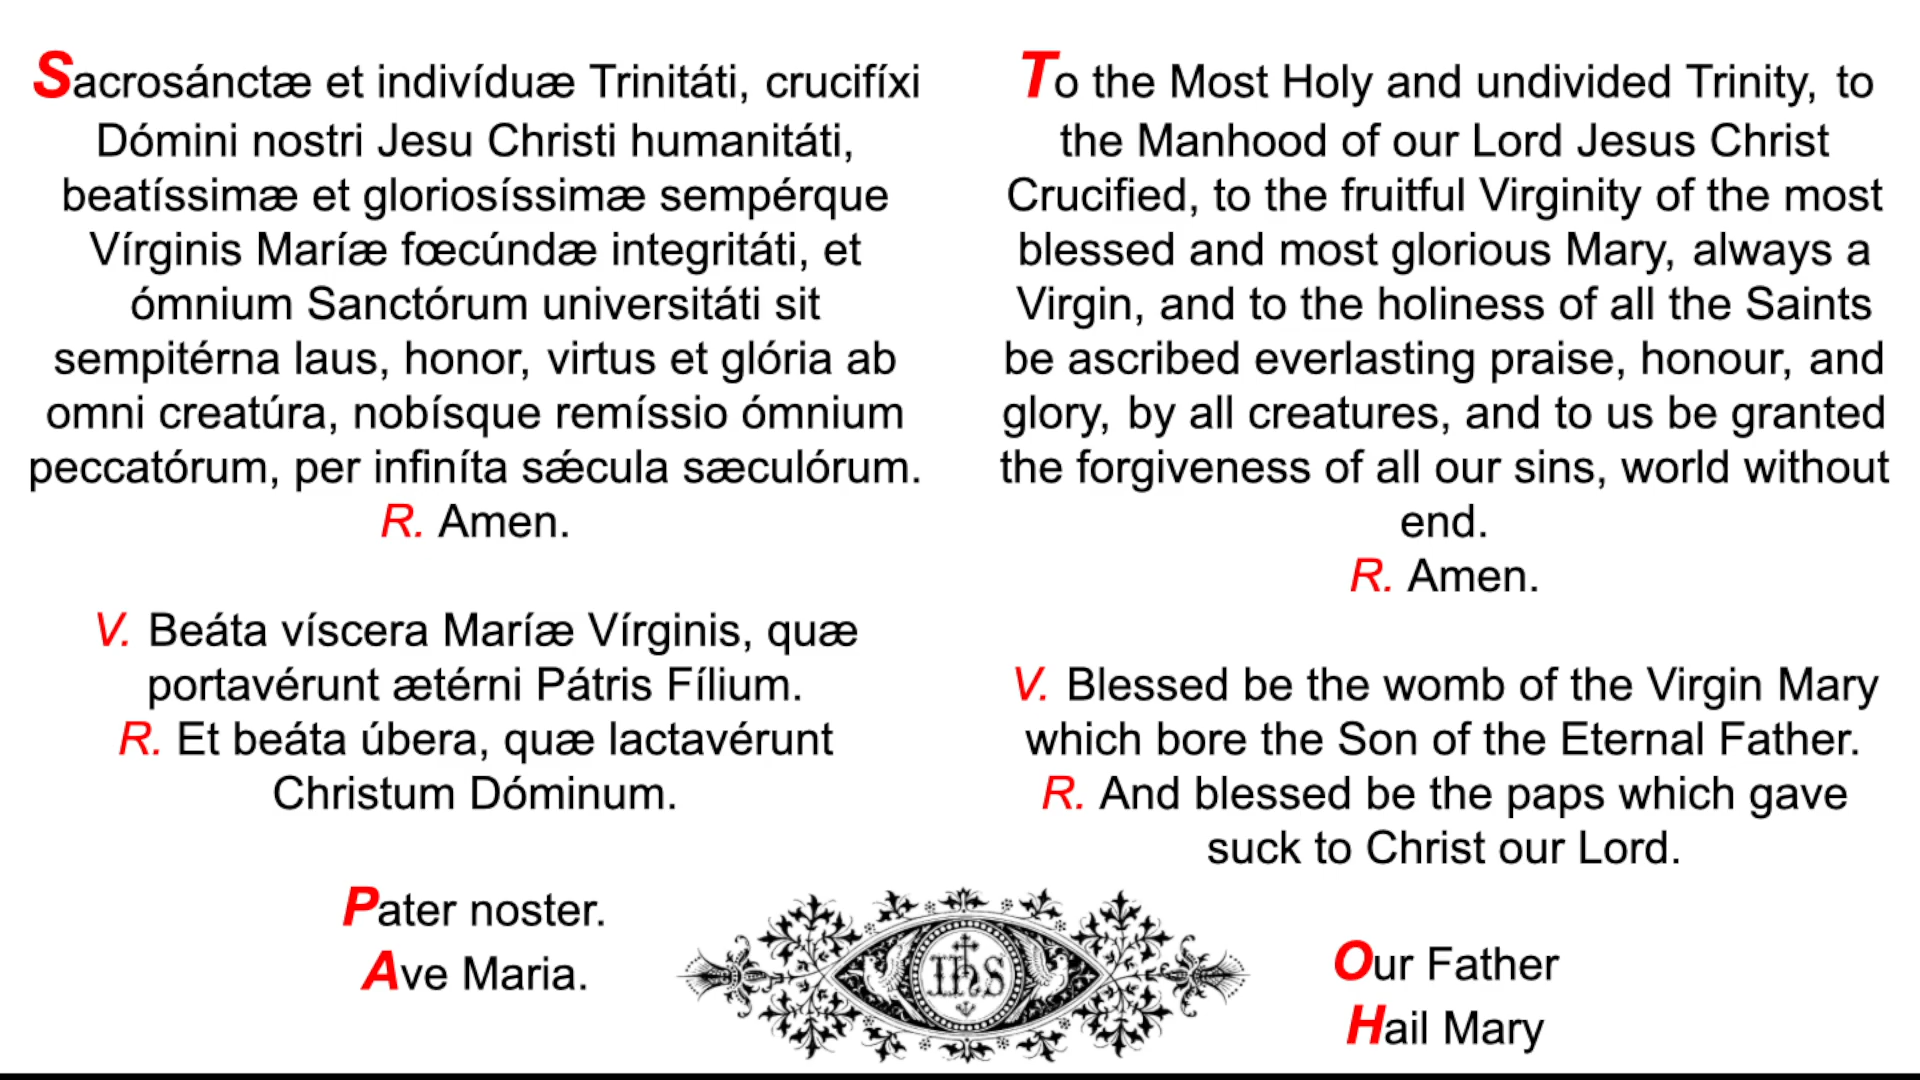 Sacrosánctæ et indivíduæ Trinitáti, crucifíxi
Dómini nostri Jesu Christi humanitáti,
beatíssimæ et gloriosíssimæ sempérque
Vírginis Maríæ fœcúndæ integritáti, et
ómnium Sanctórum universitáti sit
sempitérna laus, honor, virtus et glória ab
omni creatúra, nobísque remíssio ómnium
peccatórum, per infiníta sǽcula sæculórum.
R. Amen.
V. Beáta víscera Maríæ Vírginis, quæ
portavérunt ætérni Pátris Fílium.
R. Et beáta úbera, quæ lactavérunt
Christum Dóminum.
Pater noster.
Ave Maria.
To the Most Holy and undivided Trinity, to
the Manhood of our Lord Jesus Christ
Crucified, to the fruitful Virginity of the most
blessed and most glorious Mary, always a
Virgin, and to the holiness of all the Saints
be ascribed everlasting praise, honour, and
glory, by all creatures, and to us be granted
the forgiveness of all our sins, world without
end.
R. Amen.
V. Blessed be the womb of the Virgin Mary
which bore the Son of the Eternal Father.
R. And blessed be the paps which gave
suck to Christ our Lord.
Our Father
Hail Mary
IHS